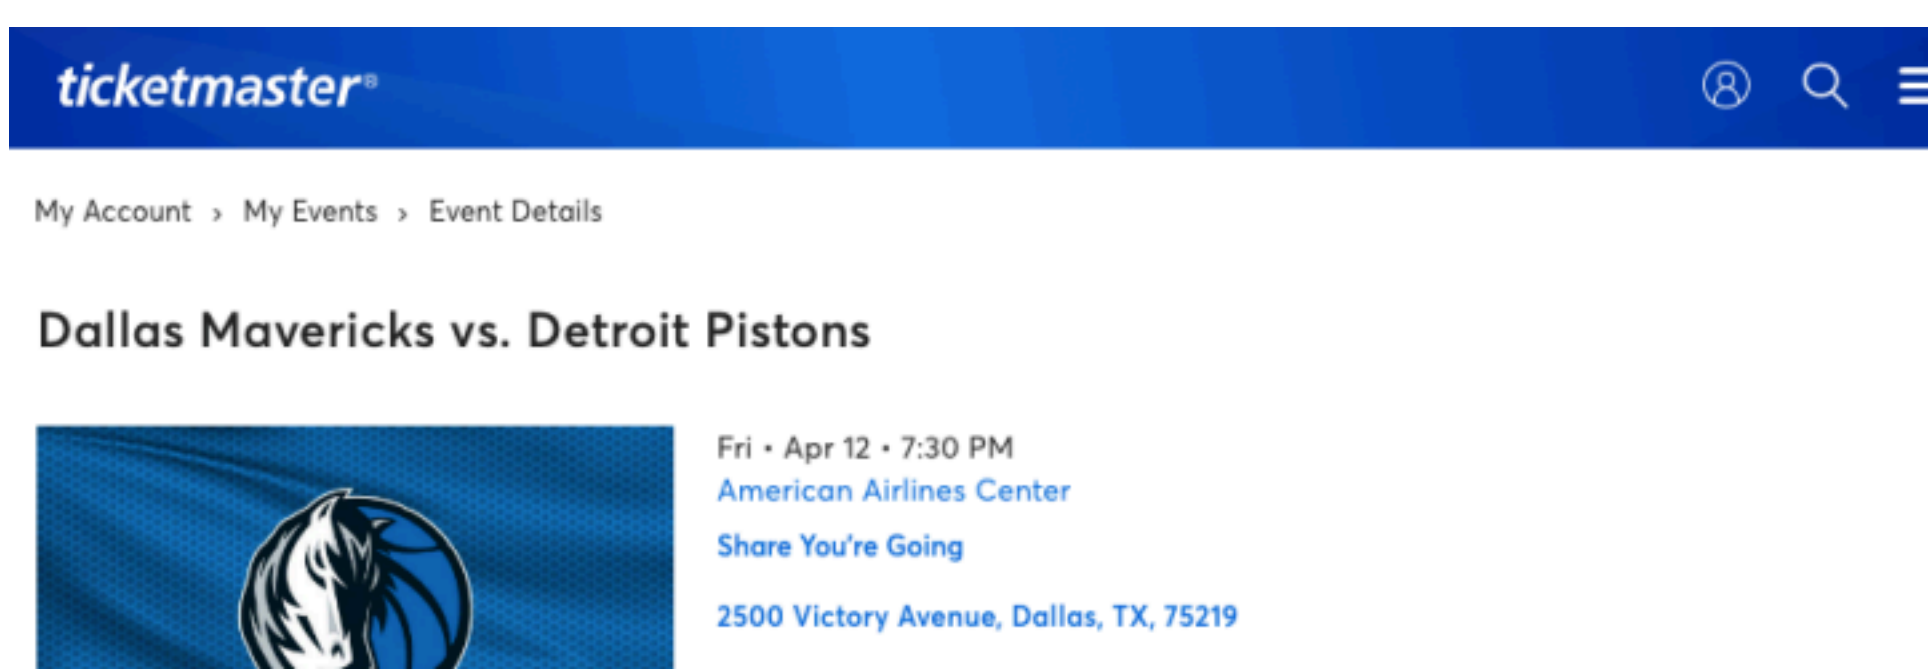 ticketmaster®
My Account › My Events › Event Details
Dallas Mavericks vs. Detroit Pistons
Fri • Apr 12 • 7:30 PM
American Airlines Center
Share You're Going
2500 Victory Avenue, Dallas, TX, 75219